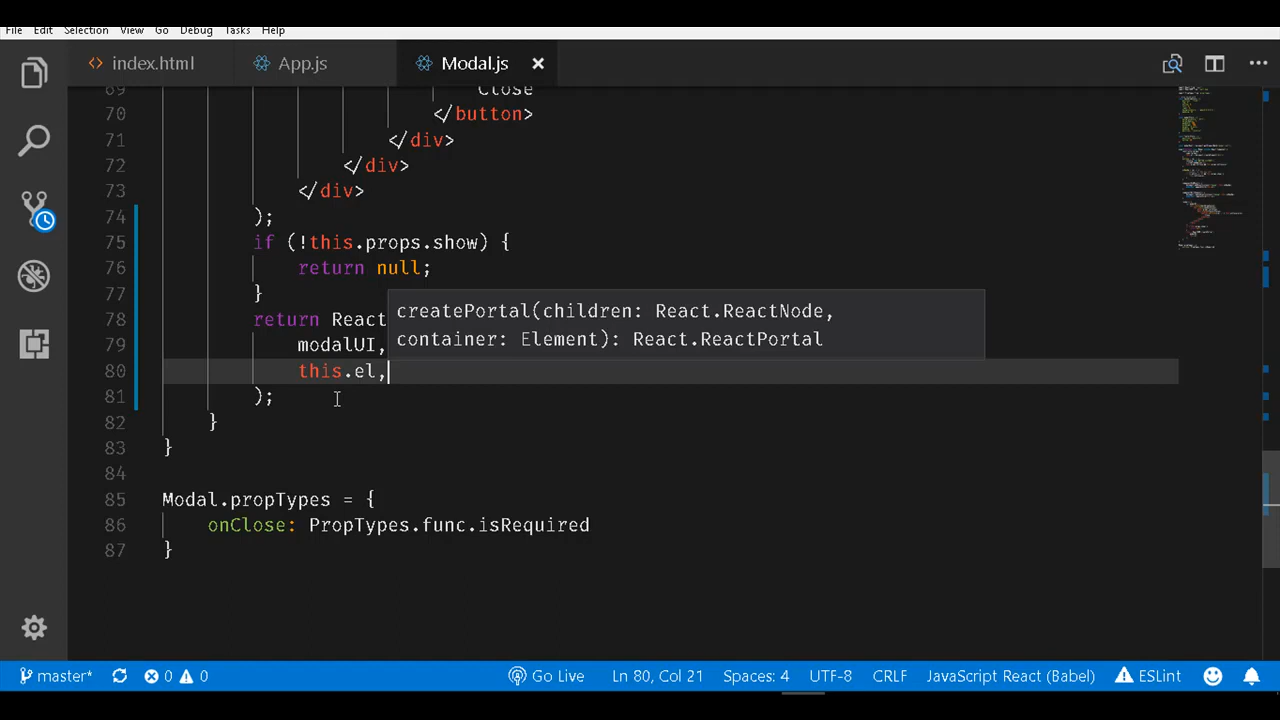 File Edit Selection View Go Debug Tasks Help
index.html App.js Modal.js
69 Close
70 </button>
71 </div>
72 </div>
73 </div>
74 );
75 if (!this.props.show) {
76 return null;
77 }
78 return React
createPortal(children: React.ReactNode,
container: Element): React.ReactPortal
79 modalUI,
80 this.el,
81 );
82 }
83 }
84
85 Modal.propTypes = {
86 onClose: PropTypes.func.isRequired
87 }
master* 0 0 Go Live Ln 80, Col 21 Spaces: 4 UTF-8 CRLF JavaScript React (Babel) ESLint